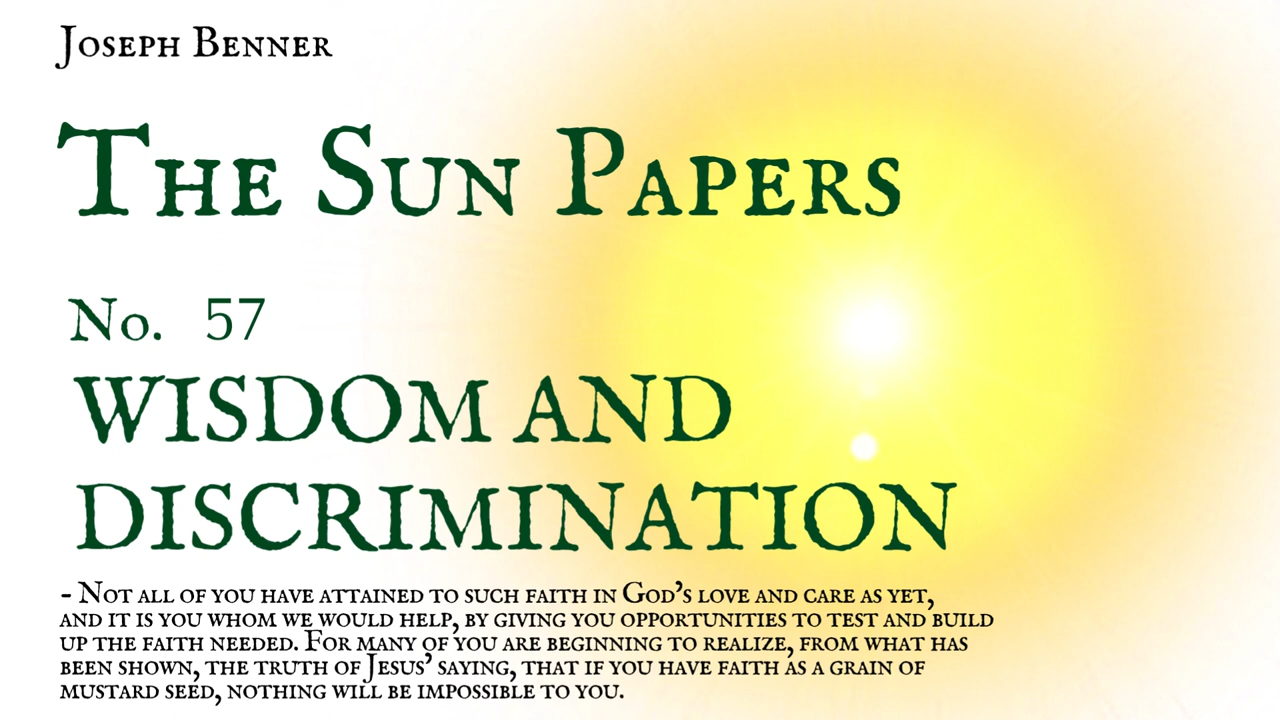 Joseph Benner
The Sun Papers
No. 57
WISDOM AND
DISCRIMINATION
- Not all of you have attained to such faith in God's love and care as yet,
and it is you whom we would help, by giving you opportunities to test and build
up the faith needed. For many of you are beginning to realize, from what has
been shown, the truth of Jesus' saying, that if you have faith as a grain of
mustard seed, nothing will be impossible to you.